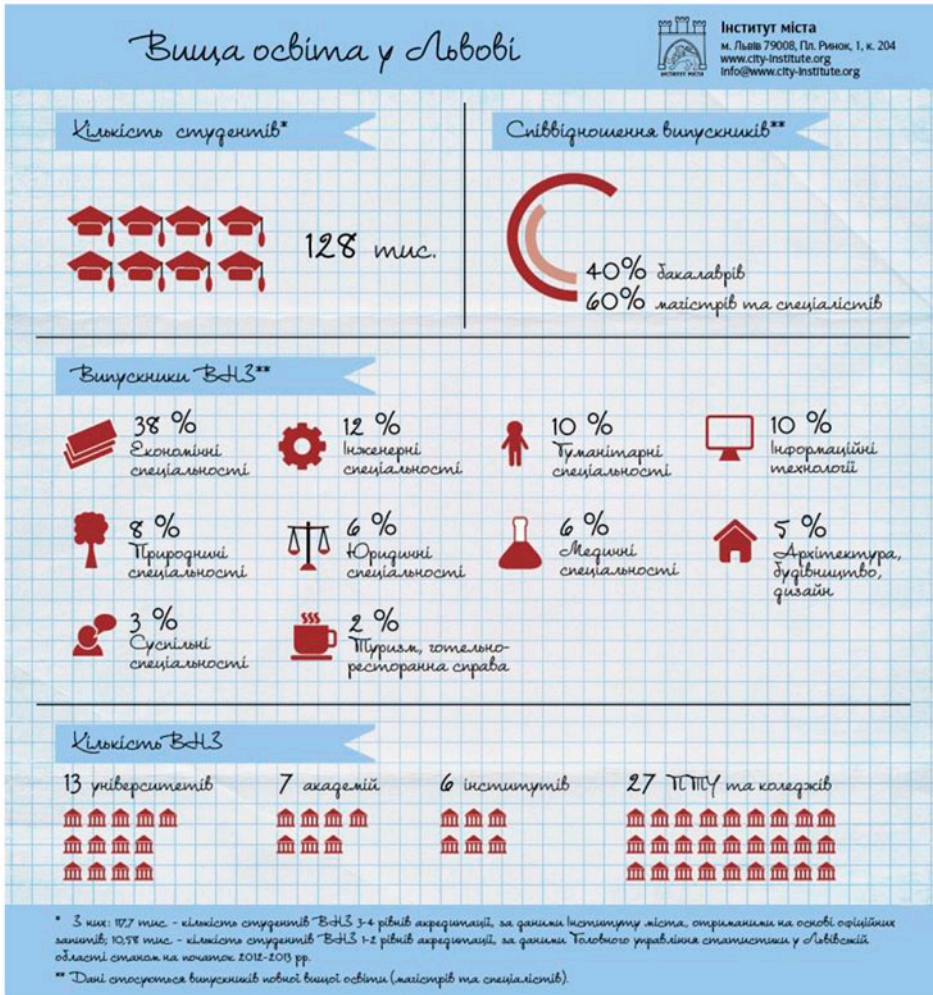 Вища освіта у Львові
Інститут міста
м. Львів 79008, Пл. Ринок, 1, к. 204
www.city-institute.org
info@www.city-institute.org
ІНСТИТУТ МІСТА
Кількість студентів*
128 тис.
Співвідношення випускників**
40% бакалаврів
60% магістрів та спеціалістів
Випускники ВНЗ**
38 %
Економічні
спеціальності
12 %
Інженерні
спеціальності
10 %
Гуманітарні
спеціальності
10 %
Інформаційні
технології
8 %
Природничі
спеціальності
6 %
Юридичні
спеціальності
6 %
Медичні
спеціальності
5 %
Архітектура,
будівництво,
дизайн
3 %
Суспільні
спеціальності
2 %
Туризм, готельно-
ресторанна справа
Кількість ВНЗ
13 університетів
7 академій
6 інститутів
27 ПТУ та коледжів
* З них: 117,7 тис. - кількість студентів ВНЗ 3-4 рівнів акредитації, за даними Інституту міста, отриманими на основі офіційних
запитів; 10,58 тис. - кількість студентів ВНЗ 1-2 рівнів акредитації, за даними Головного управління статистики у Львівській
області станом на початок 2012-2013 рр.
** Дані стосуються випускників повної вищої освіти (магістрів та спеціалістів).